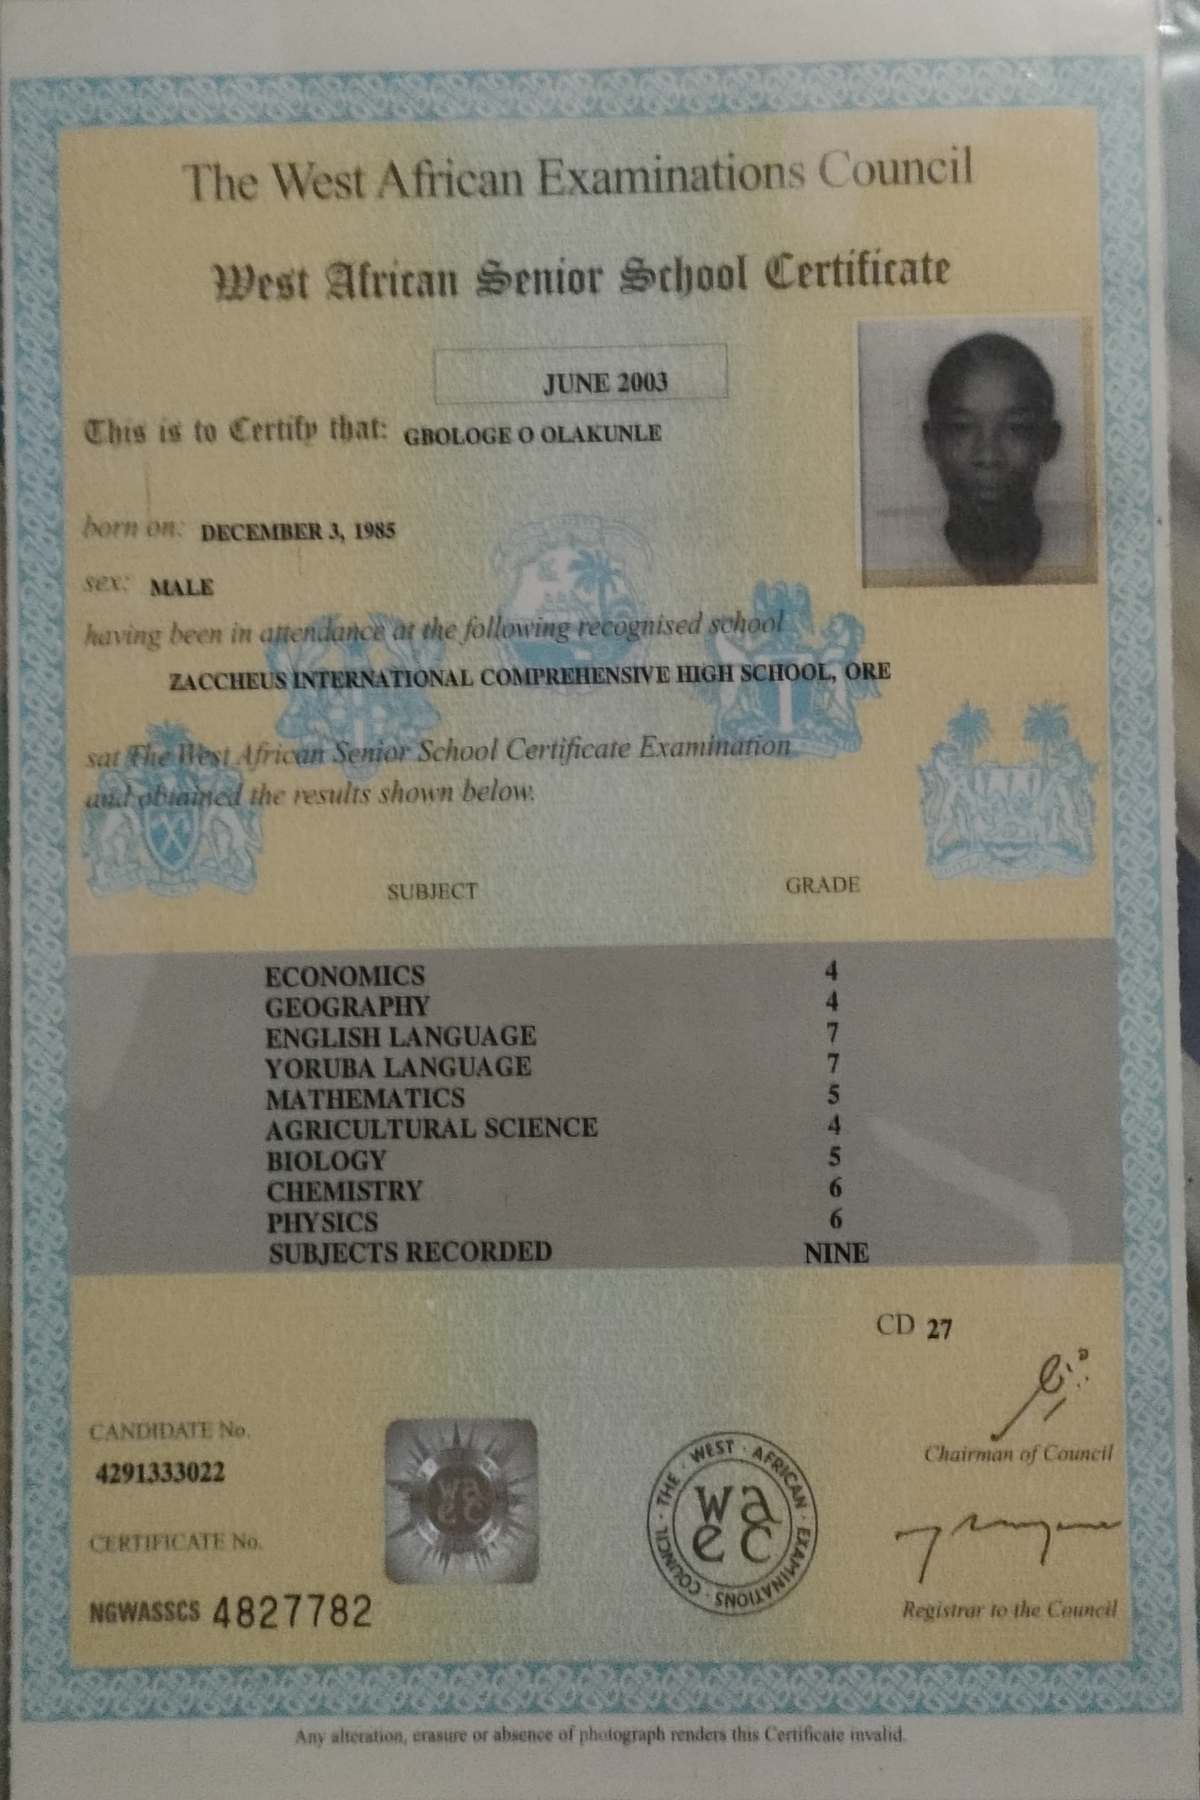 The West African Examinations Council
West African Senior School Certificate
JUNE 2003
This is to Certify that: GBOLOGE O OLAKUNLE
born on: DECEMBER 3, 1985
sex: MALE
having been in attendance at the following recognised school
ZACCHEUS INTERNATIONAL COMPREHENSIVE HIGH SCHOOL, ORE
sat The West African Senior School Certificate Examination
and obtained the results shown below.
SUBJECT GRADE
ECONOMICS 4
GEOGRAPHY 4
ENGLISH LANGUAGE 7
YORUBA LANGUAGE 7
MATHEMATICS 5
AGRICULTURAL SCIENCE 4
BIOLOGY 5
CHEMISTRY 6
PHYSICS 6
SUBJECTS RECORDED NINE
CD 27
Chairman of Council
CANDIDATE No.
4291333022
CERTIFICATE No.
NGWASSCS 4827782
waec
THE · WEST · AFRICAN · EXAMINATIONS · COUNCIL ·
waec
Registrar to the Council
Any alteration, erasure or absence of photograph renders this Certificate invalid.